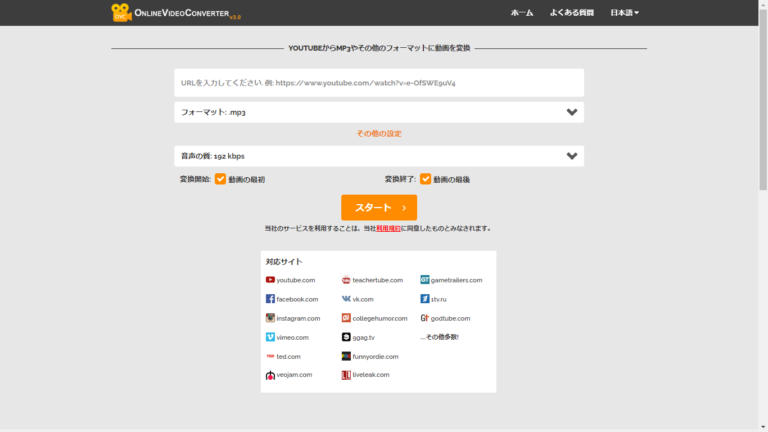 OVC ONLINEVIDEOCONVERTER v3.0 ホーム よくある質問 日本語
YOUTUBEからMP3やその他のフォーマットに動画を変換
URLを入力してください. 例: https://www.youtube.com/watch?v=e-OfSWE9uV4
フォーマット: .mp3
その他の設定
音声の質: 192 kbps
変換開始: 動画の最初 変換終了: 動画の最後
スタート
当社のサービスを利用することは、当社利用規約に同意したものとみなされます。
対応サイト
youtube.com teachertube.com gametrailers.com
facebook.com vk.com 1tv.ru
instagram.com collegehumor.com godtube.com
vimeo.com 9gag.tv ...その他多数!
ted.com funnyordie.com
veojam.com liveleak.com